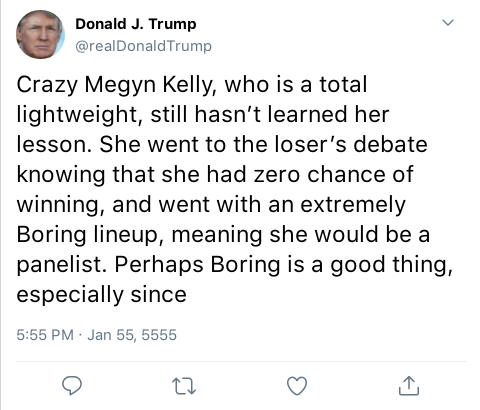 Donald J. Trump
@realDonaldTrump
Crazy Megyn Kelly, who is a total
lightweight, still hasn't learned her
lesson. She went to the loser's debate
knowing that she had zero chance of
winning, and went with an extremely
Boring lineup, meaning she would be a
panelist. Perhaps Boring is a good thing,
especially since
5:55 PM · Jan 55, 5555